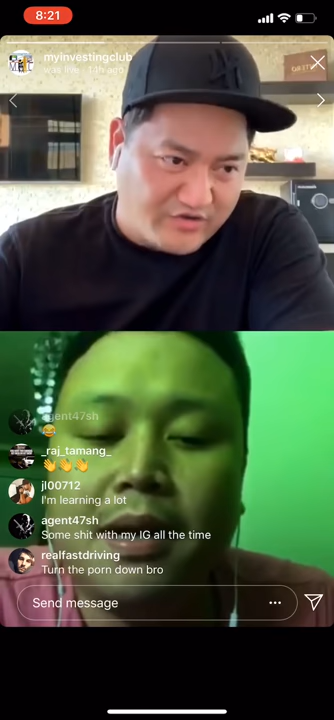 8:21
myinvestingclub
was live · 14h ago
agent47sh
😂
_raj_tamang_
👏👏👏
jl00712
I'm learning a lot
agent47sh
Some shit with my IG all the time
realfastdriving
Turn the porn down bro
Send message